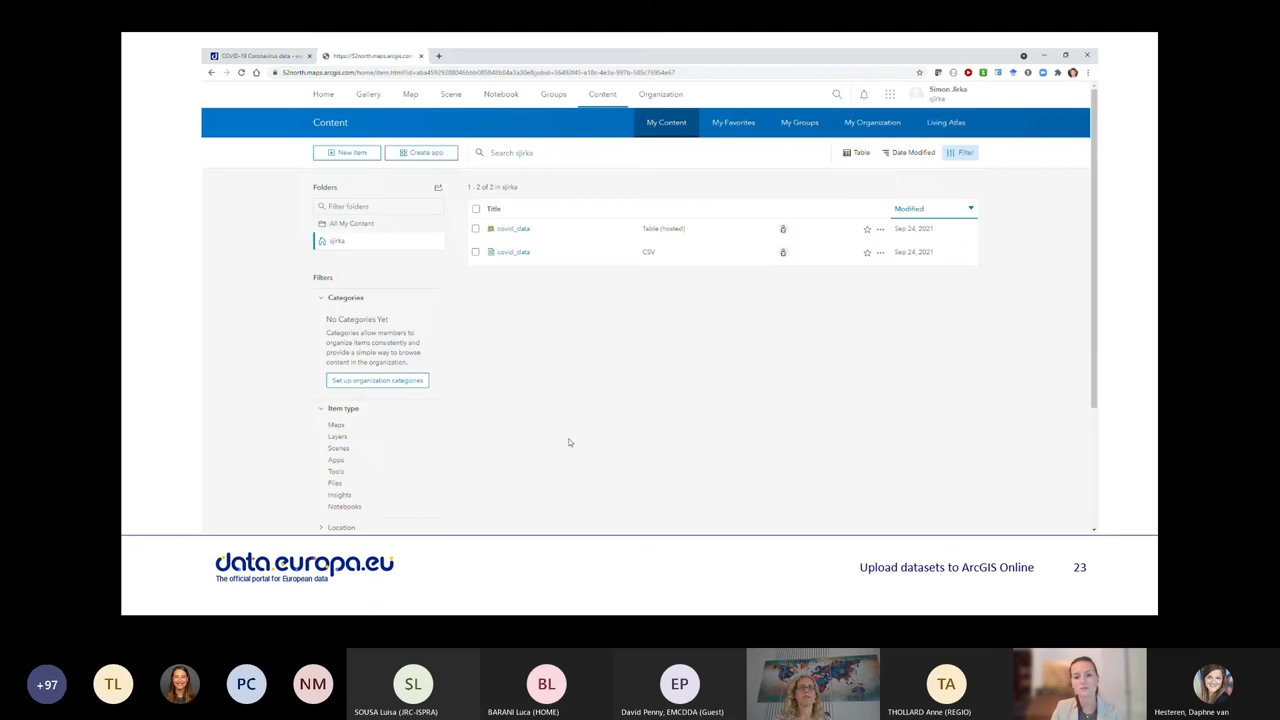 COVID-19 Coronavirus data - 
https://52north.maps.arcgis.com
Home
Gallery
Map
Scene
Notebook
Groups
Content
Organization
Simon Jirka
sjirka
Content
My Content
My Favorites
My Groups
My Organization
Living Atlas
New item
Create app
Search sjirka
Table
Date Modified
Filter
Folders
Filter folders
All My Content
sjirka
1 - 2 of 2 in sjirka
Title
Modified
covid_data
Table (hosted)
Sep 24, 2021
covid_data
CSV
Sep 24, 2021
Filters
Categories
No Categories Yet
Categories allow members to
organize items consistently and
provide a simple way to browse
content in the organization.
Set up organization categories
Item type
Maps
Layers
Scenes
Apps
Tools
Files
Insights
Notebooks
Location
data.europa.eu
The official portal for European data
Upload datasets to ArcGIS Online
23
+97
TL
PC
NM
SL
SOUSA Luisa (JRC-ISPRA)
BL
BARANI Luca (HOME)
EP
David Penny, EMCDDA (Guest)
TA
THOLLARD Anne (REGIO)
Hesteren, Daphne van